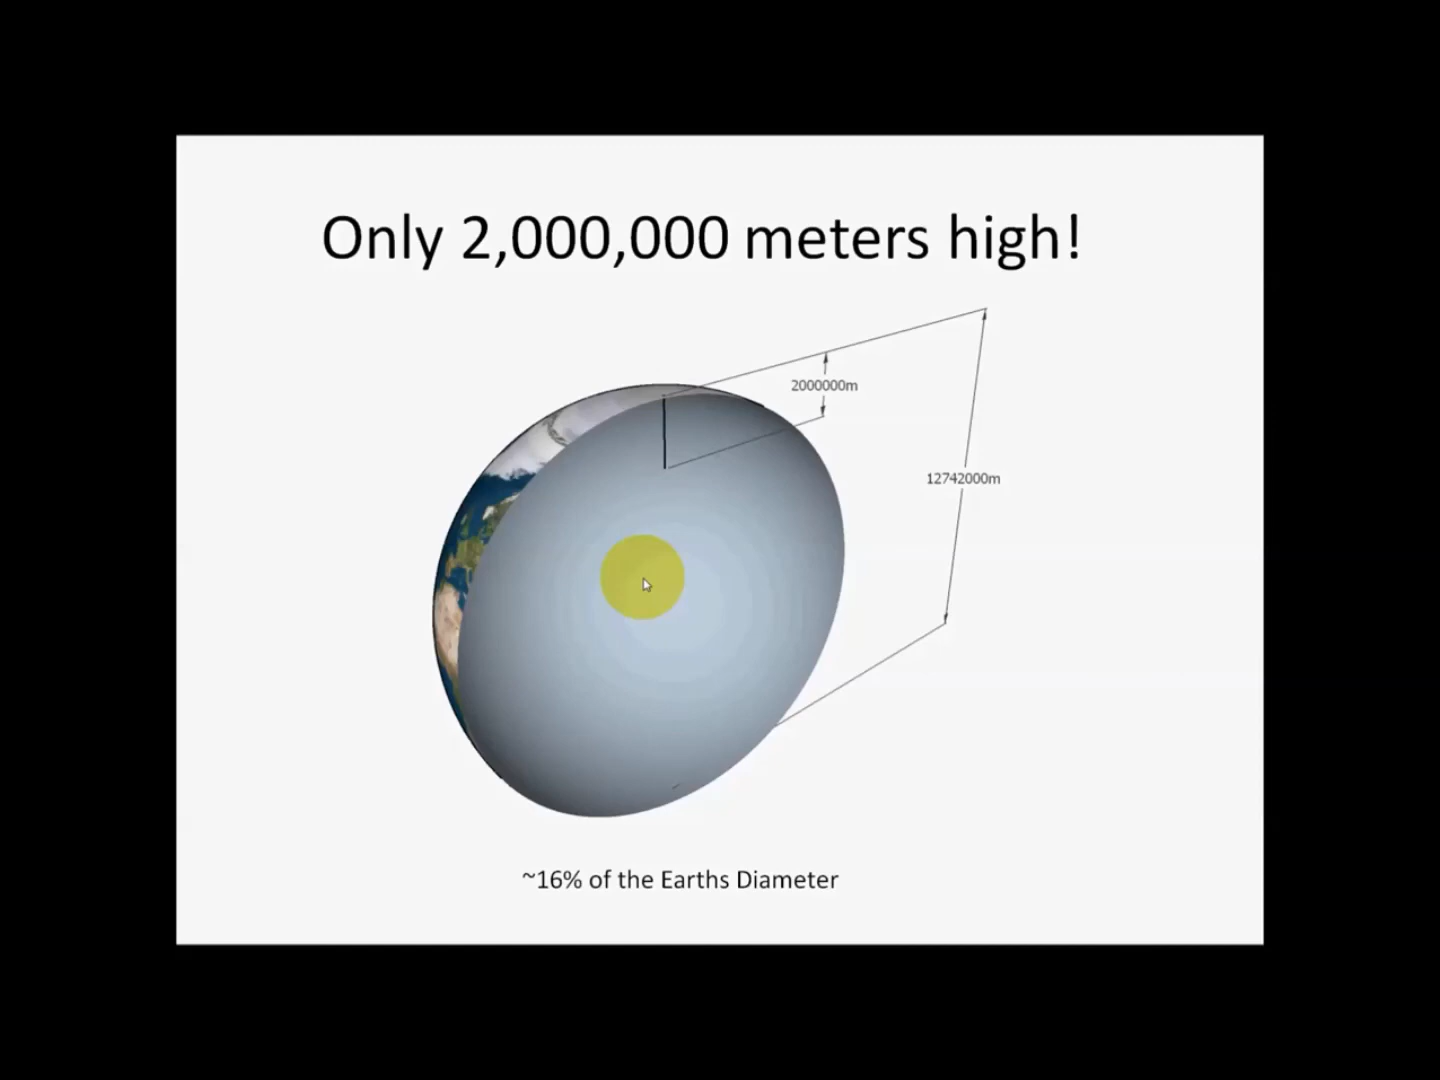 Only 2,000,000 meters high!
2000000m
12742000m
~16% of the Earths Diameter